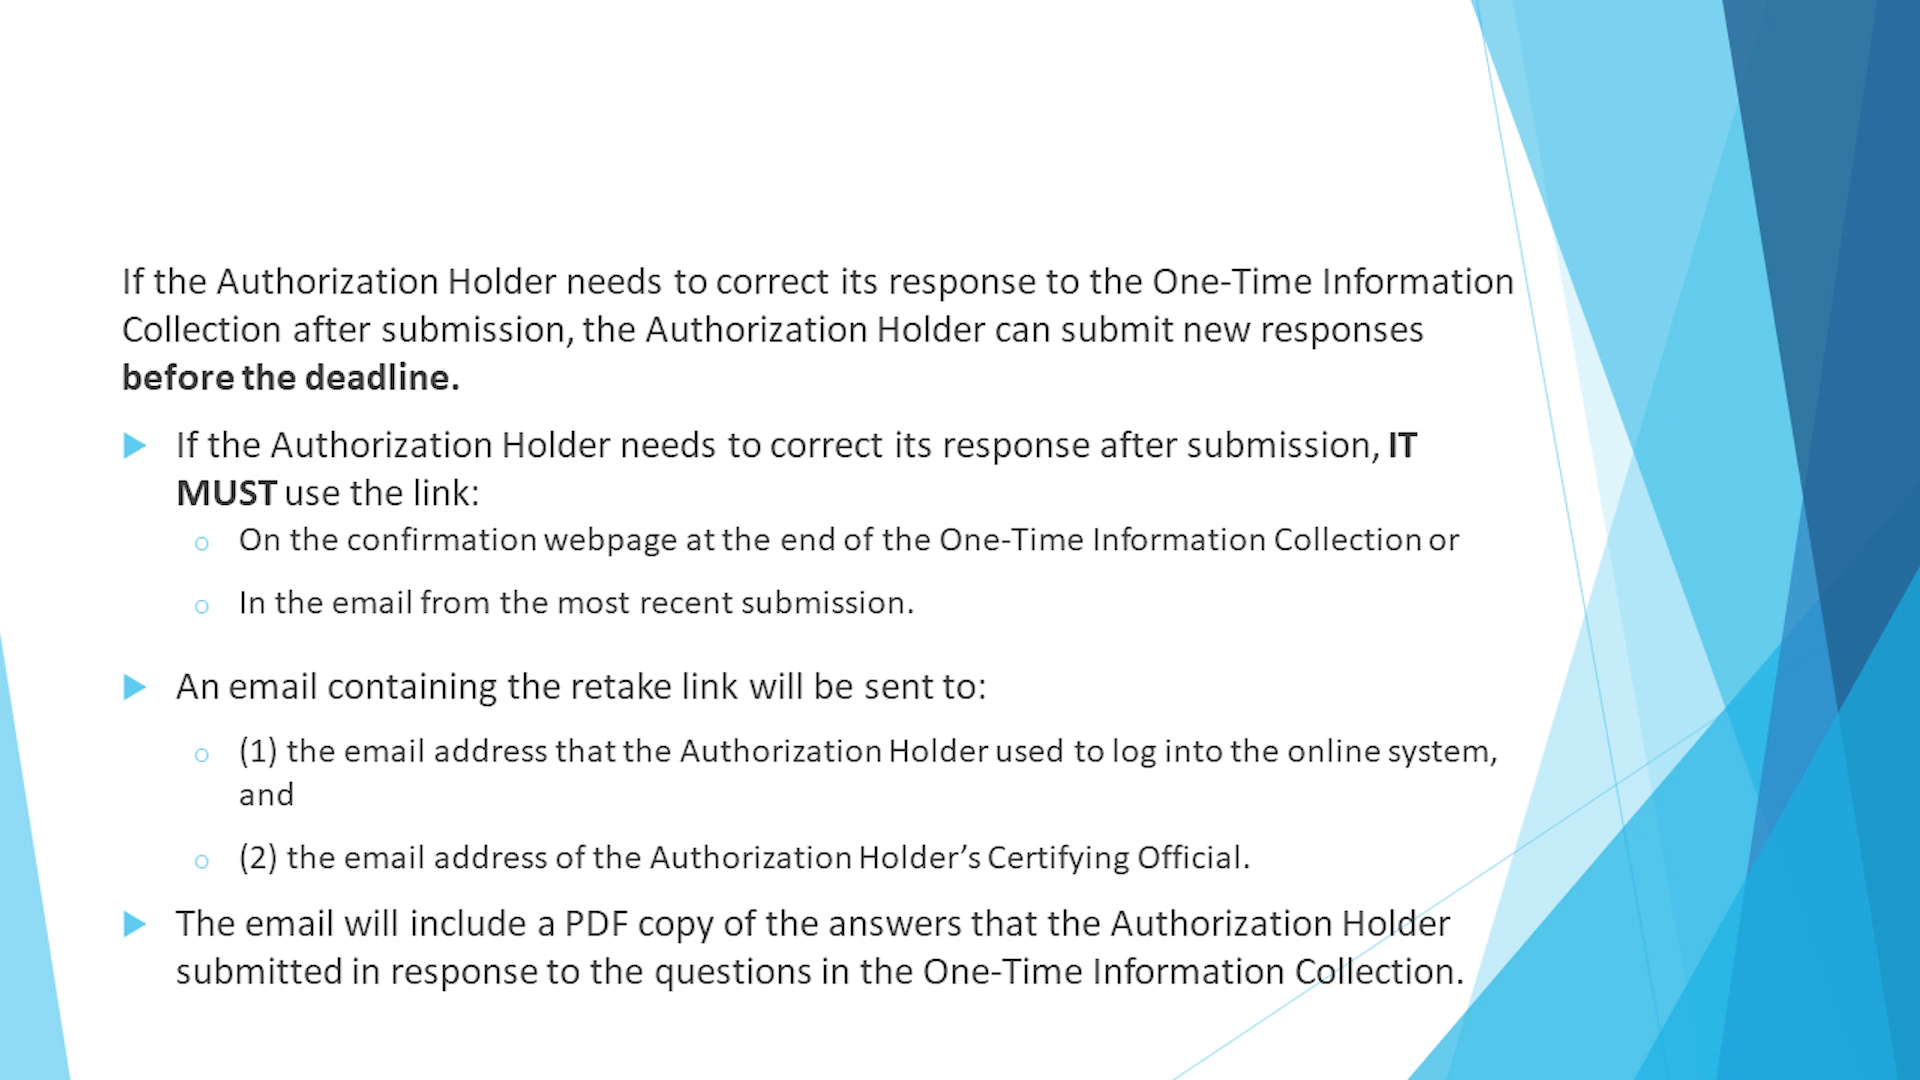 If the Authorization Holder needs to correct its response to the One-Time Information
Collection after submission, the Authorization Holder can submit new responses
before the deadline.
If the Authorization Holder needs to correct its response after submission, IT
MUST use the link:
o On the confirmation webpage at the end of the One-Time Information Collection or
o In the email from the most recent submission.
An email containing the retake link will be sent to:
o (1) the email address that the Authorization Holder used to log into the online system,
and
o (2) the email address of the Authorization Holder’s Certifying Official.
The email will include a PDF copy of the answers that the Authorization Holder
submitted in response to the questions in the One-Time Information Collection.